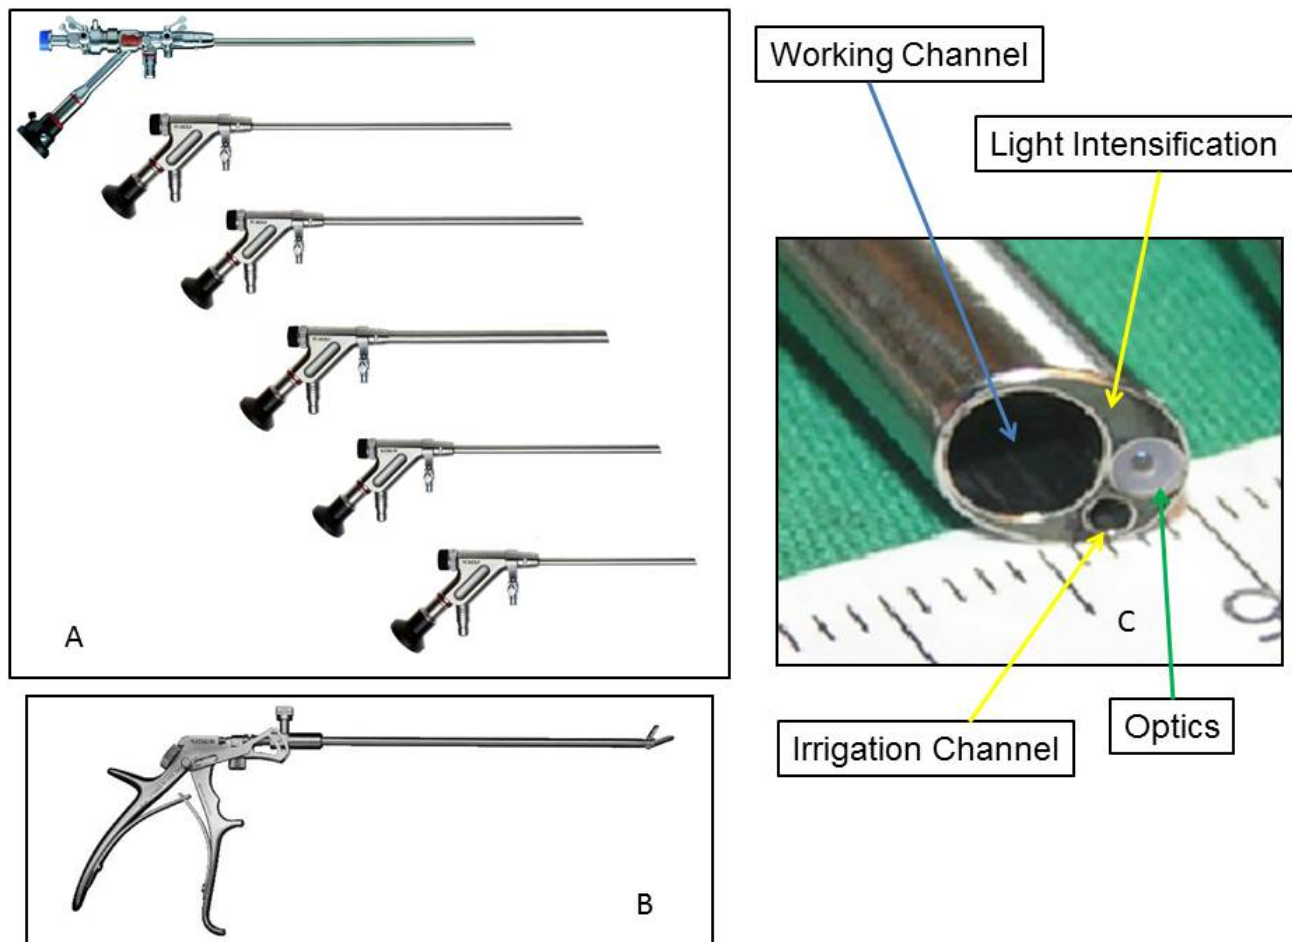 Working Channel
Light Intensification
A
C
Optics
Irrigation Channel
B